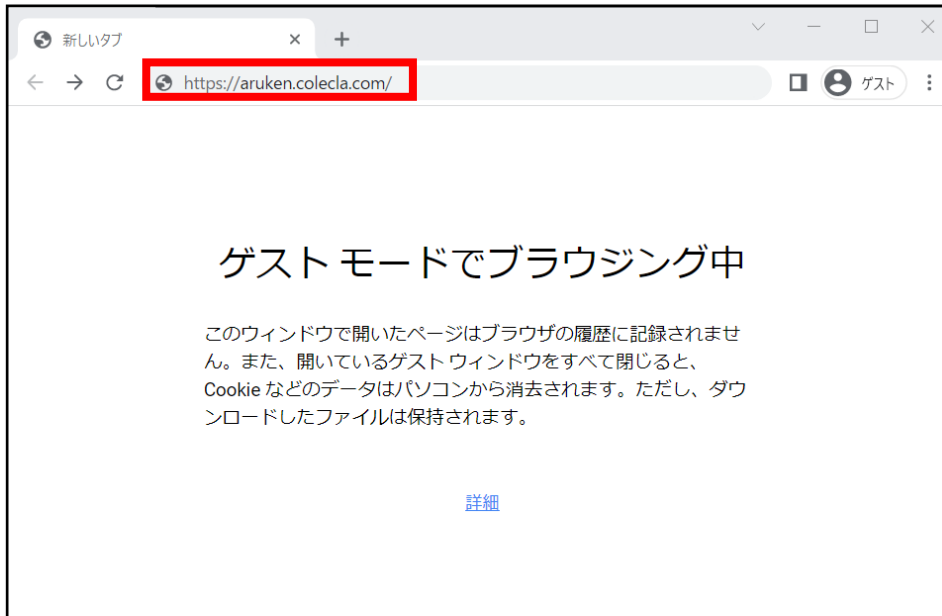 新しいタブ
https://aruken.colecla.com/
ゲスト
ゲスト モードでブラウジング中
このウィンドウで開いたページはブラウザの履歴に記録されませ
ん。また、開いているゲスト ウィンドウをすべて閉じると、
Cookie などのデータはパソコンから消去されます。ただし、ダウ
ンロードしたファイルは保持されます。
詳細